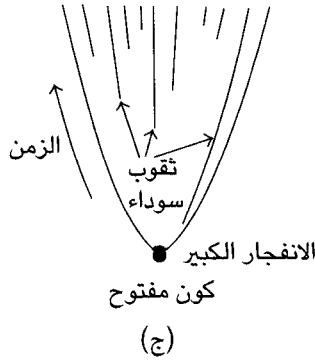 الزمن
ثقوب
سوداء
الانفجار الكبير
كون مفتوح
(ج)